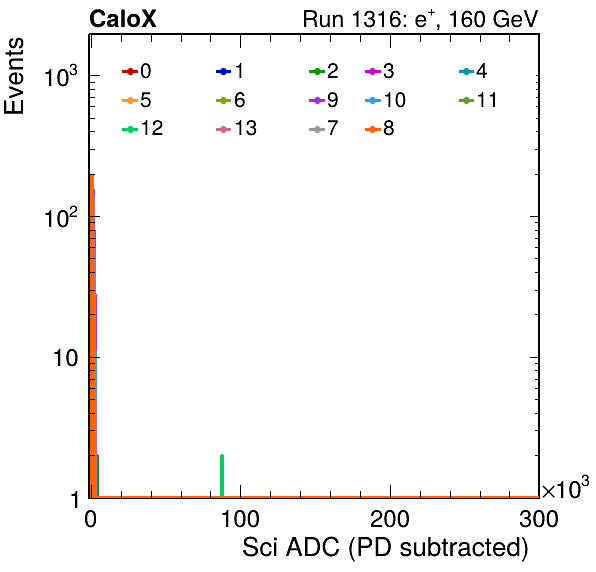 CaloX Run 1316: e⁺, 160 GeV
Events
10³
10²
10
1
0 1 2 3 4
5 6 9 10 11
12 13 7 8
0 100 200 300
×10³
Sci ADC (PD subtracted)